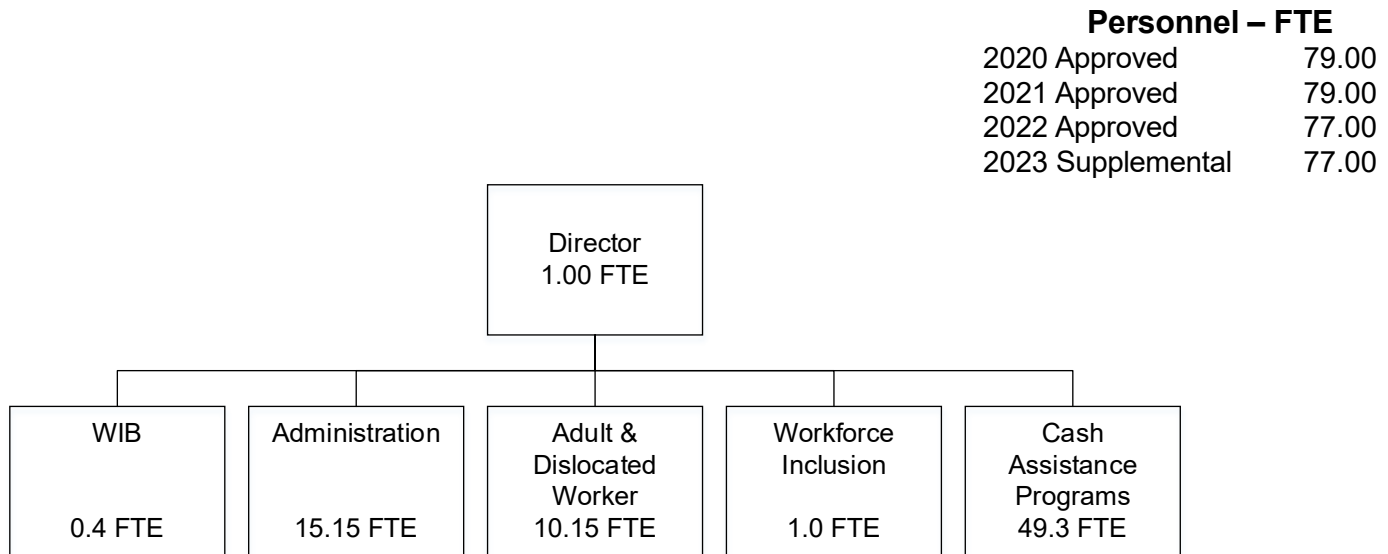 Personnel – FTE
2020 Approved 79.00
2021 Approved 79.00
2022 Approved 77.00
2023 Supplemental 77.00
Director
1.00 FTE
WIB
0.4 FTE
Administration
15.15 FTE
Adult &
Dislocated
Worker
10.15 FTE
Workforce
Inclusion
1.0 FTE
Cash
Assistance
Programs
49.3 FTE